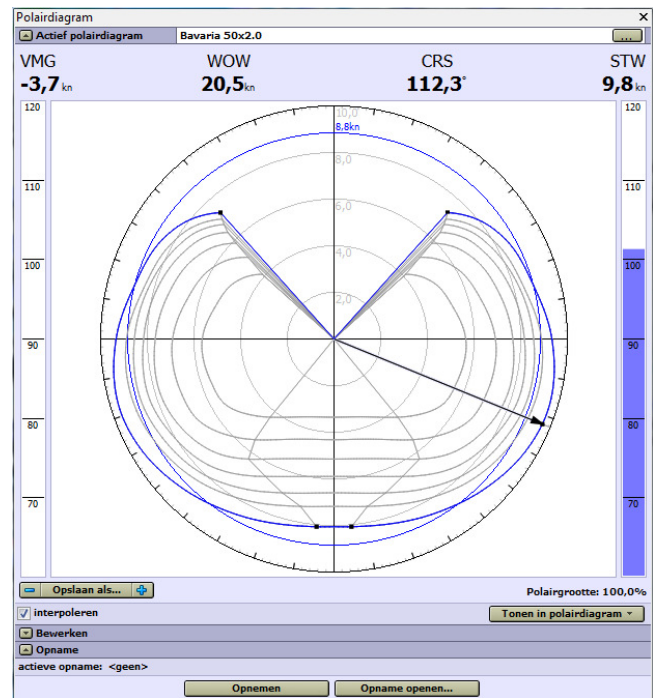 Polairdiagram ×
Actief polairdiagram Bavaria 50x2.0 ...
VMG WOW CRS STW
-3,7 kn 20,5 kn 112,3° 9,8 kn
120 10,0 120
8,8kn
8,0
110 110
6,0
4,0
100 100
2,0
90 90
80 80
70 70
Opslaan als... Polairgrootte: 100,0%
interpoleren Tonen in polairdiagram
Bewerken
Opname
actieve opname: <geen>
Opnemen Opname openen...